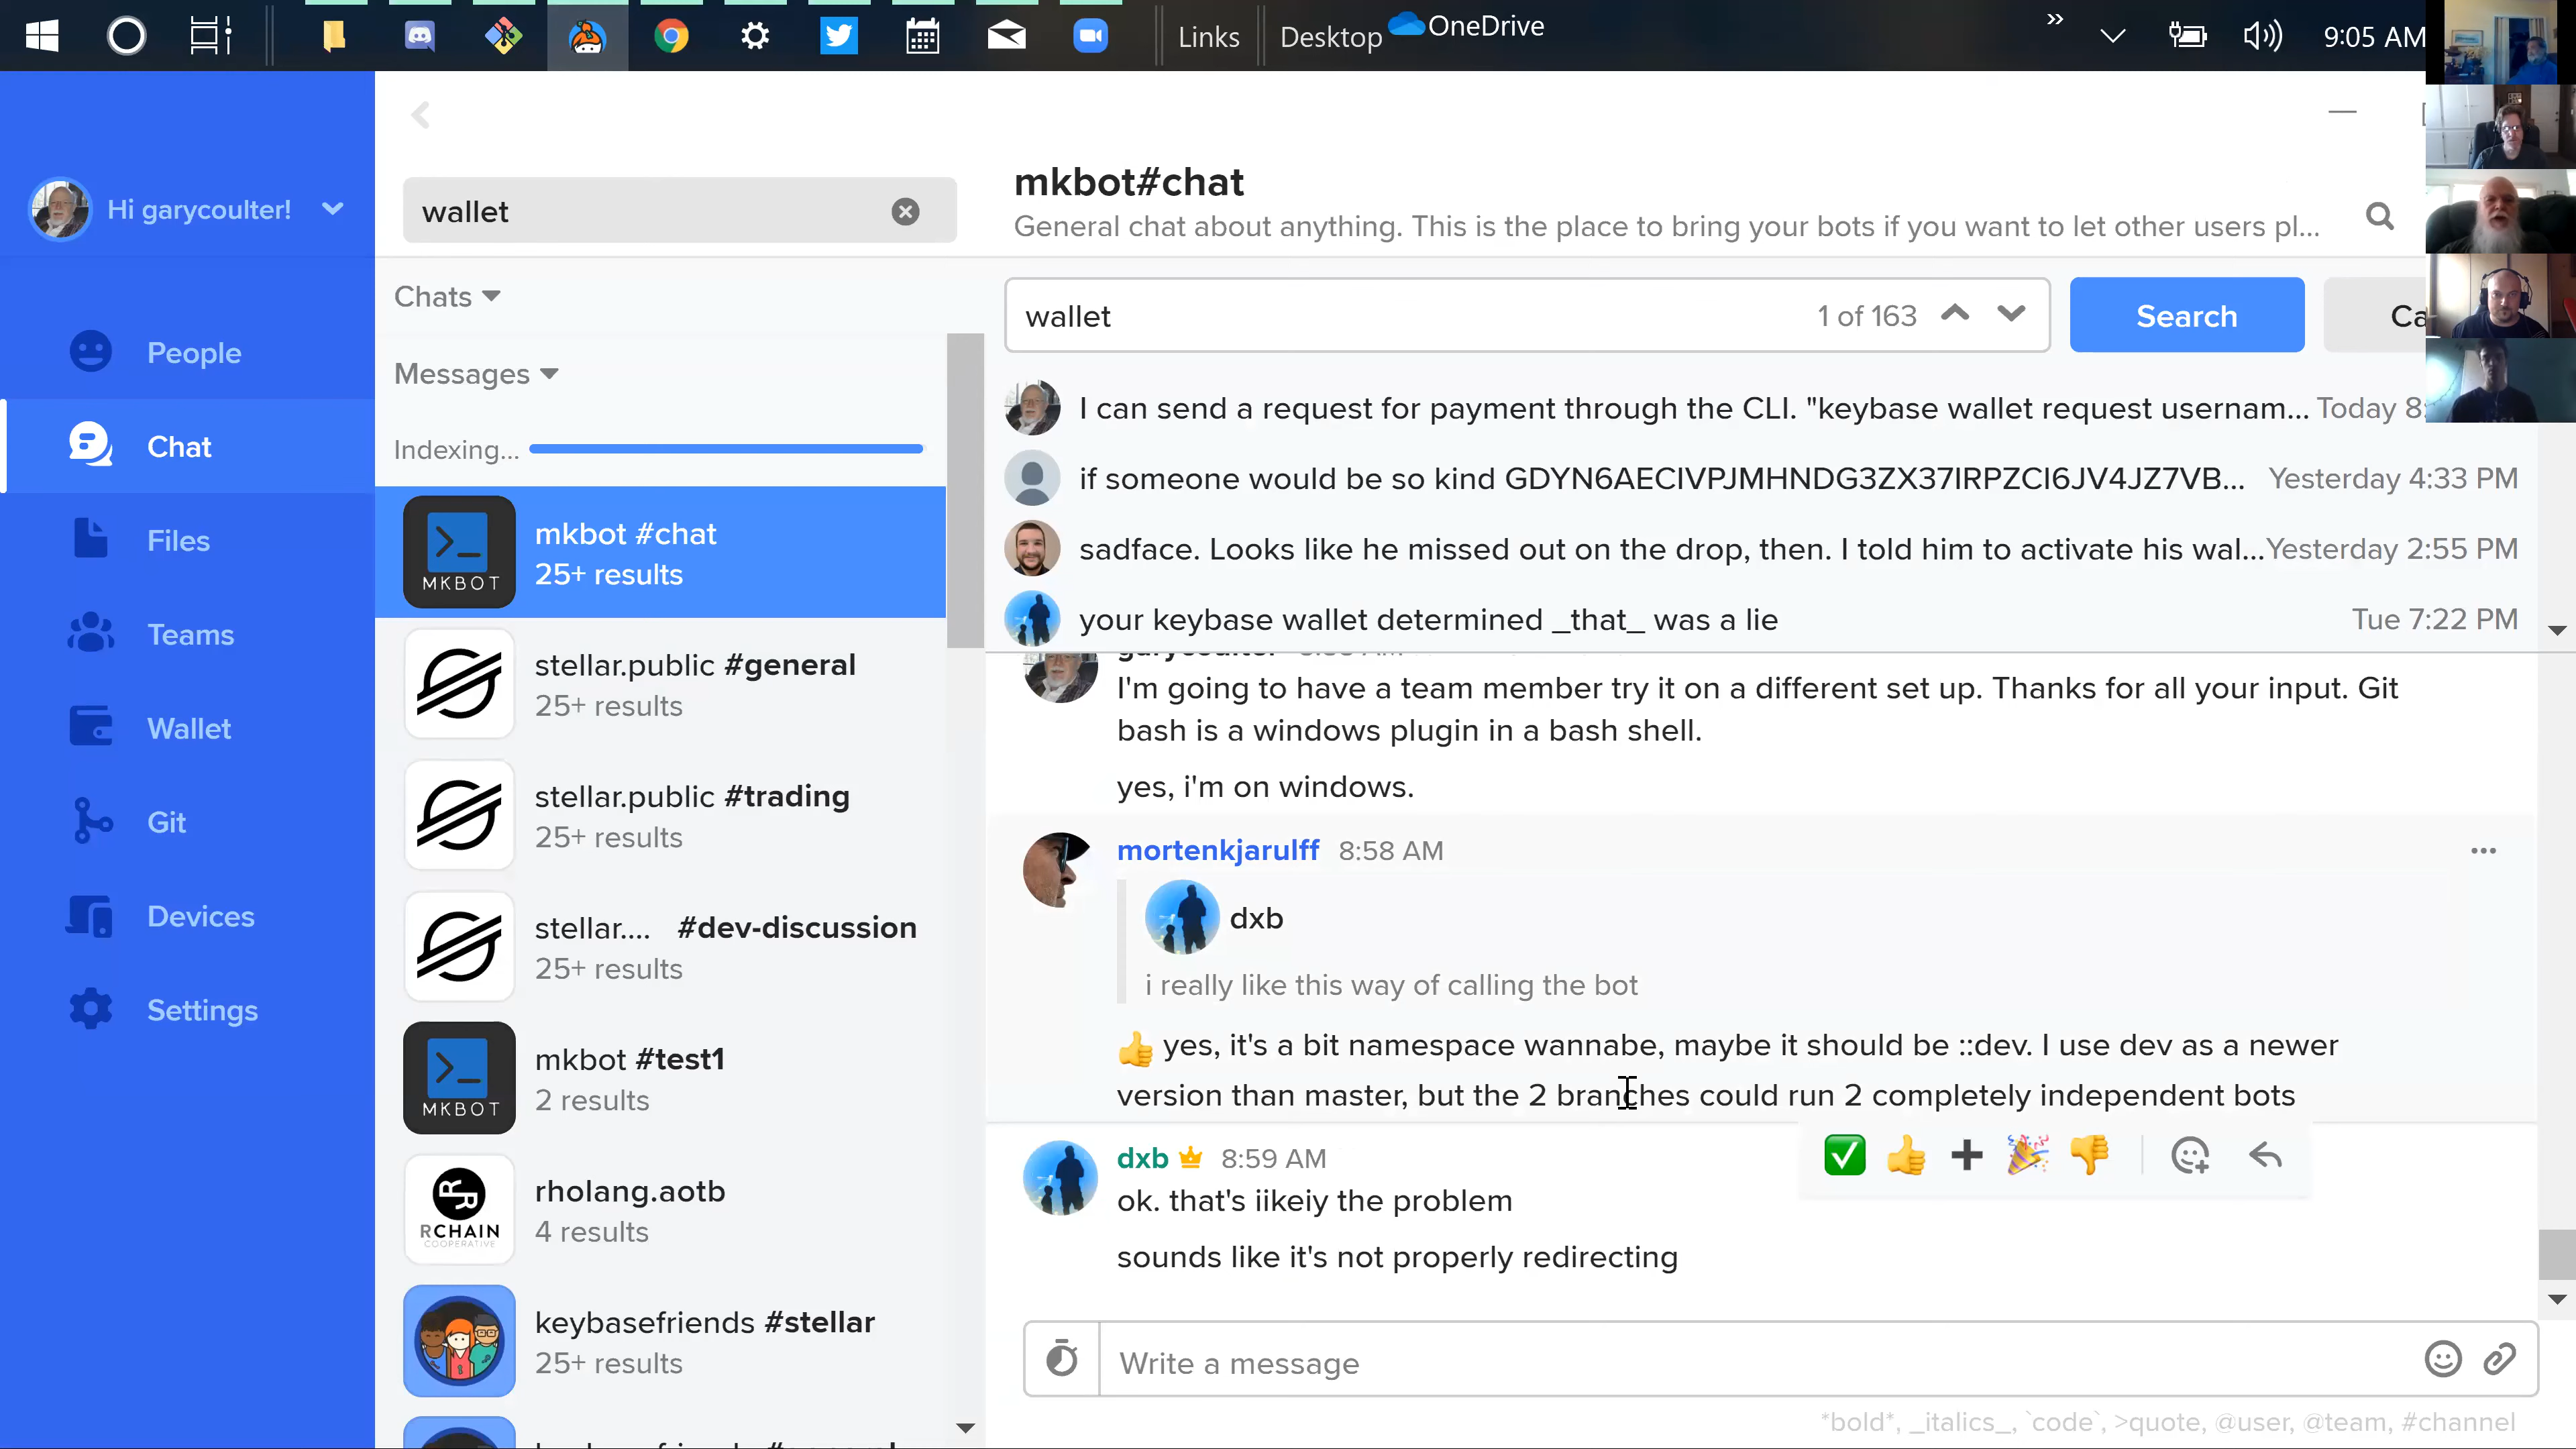 Links
Desktop
OneDrive
»
9:05 AM
Hi garycoulter!
People
Chat
Files
Teams
Wallet
Git
Devices
Settings
wallet
Chats
Messages
Indexing...
MKBOT
mkbot #chat
25+ results
stellar.public #general
25+ results
stellar.public #trading
25+ results
stellar.... #dev-discussion
25+ results
MKBOT
mkbot #test1
2 results
RCHAIN
COOPERATIVE
rholang.aotb
4 results
keybasefriends #stellar
25+ results
mkbot#chat
General chat about anything. This is the place to bring your bots if you want to let other users pl...
wallet
1 of 163
Search
Ca
I can send a request for payment through the CLI. "keybase wallet request usernam... Today 8:
if someone would be so kind GDYN6AECIVPJMHNDG3ZX37IRPZCI6JV4JZ7VB... Yesterday 4:33 PM
sadface. Looks like he missed out on the drop, then. I told him to activate his wal... Yesterday 2:55 PM
your keybase wallet determined _that_ was a lie Tue 7:22 PM
I'm going to have a team member try it on a different set up. Thanks for all your input. Git
bash is a windows plugin in a bash shell.
yes, i'm on windows.
mortenkjarulff 8:58 AM
dxb
i really like this way of calling the bot
yes, it's a bit namespace wannabe, maybe it should be ::dev. I use dev as a newer
version than master, but the 2 branches could run 2 completely independent bots
dxb 8:59 AM
ok. that's iikeiy the problem
sounds like it's not properly redirecting
Write a message
*bold*, _italics_, `code`, >quote, @user, @team, #channel